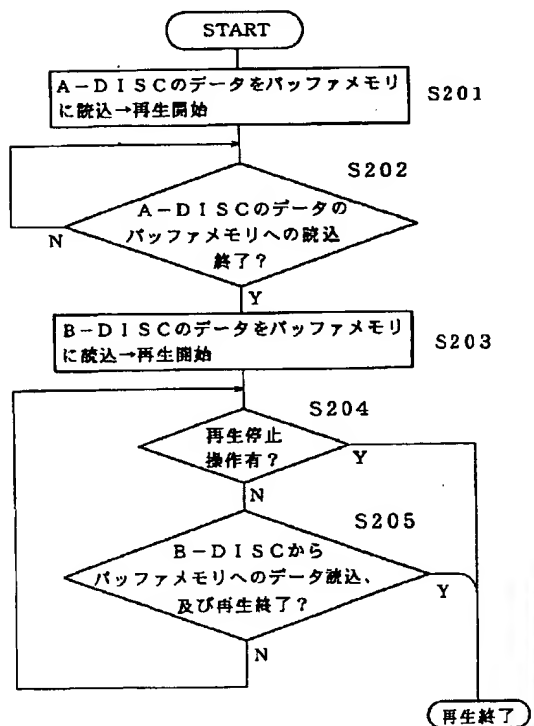 START
A-DISCのデータをバッファメモリ
に読込→再生開始
S201
S202
A-DISCのデータの
バッファメモリへの読込
終了?
N
Y
B-DISCのデータをバッファメモリ
に読込→再生開始
S203
S204
再生停止
操作有?
Y
N
S205
B-DISCから
バッファメモリへのデータ読込、
及び再生終了?
Y
N
再生終了